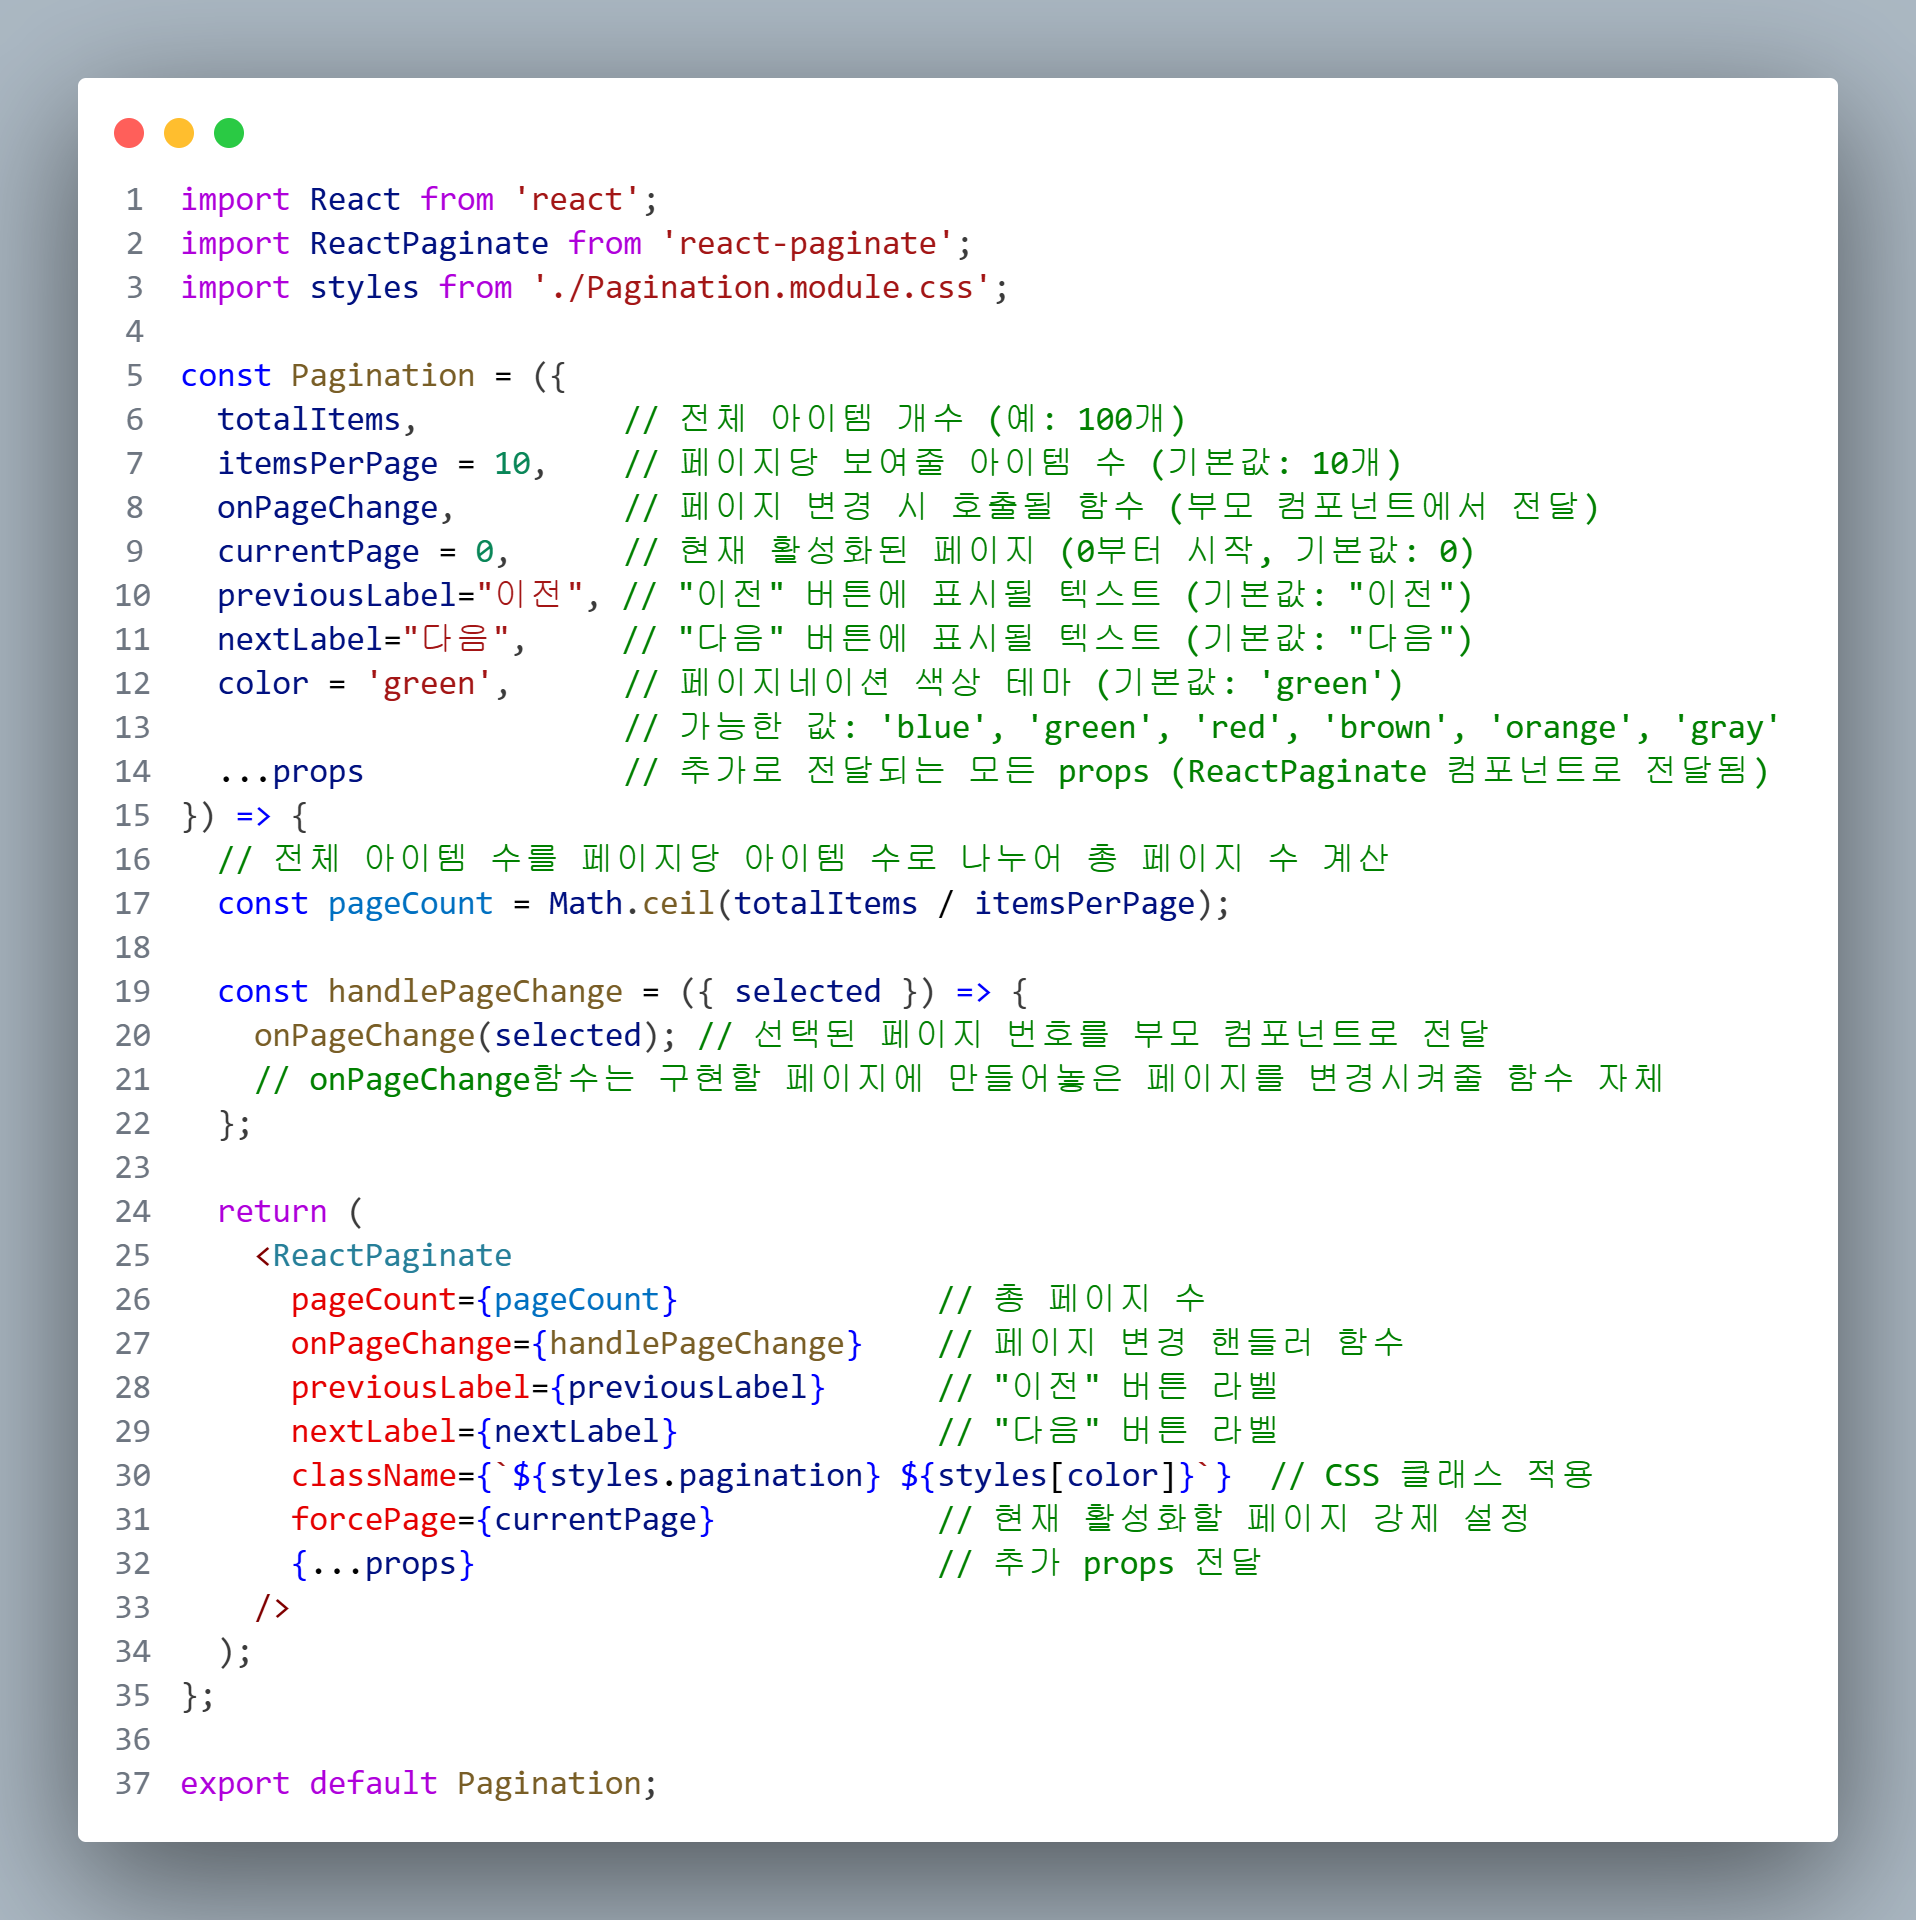 1 import React from 'react';
2 import ReactPaginate from 'react-paginate';
3 import styles from './Pagination.module.css';
4
5 const Pagination = ({
6   totalItems,           // 전체 아이템 개수 (예: 100개)
7   itemsPerPage = 10,    // 페이지당 보여줄 아이템 수 (기본값: 10개)
8   onPageChange,         // 페이지 변경 시 호출될 함수 (부모 컴포넌트에서 전달)
9   currentPage = 0,      // 현재 활성화된 페이지 (0부터 시작, 기본값: 0)
10   previousLabel="이전", // "이전" 버튼에 표시될 텍스트 (기본값: "이전")
11   nextLabel="다음",     // "다음" 버튼에 표시될 텍스트 (기본값: "다음")
12   color = 'green',      // 페이지네이션 색상 테마 (기본값: 'green')
13                         // 가능한 값: 'blue', 'green', 'red', 'brown', 'orange', 'gray'
14   ...props              // 추가로 전달되는 모든 props (ReactPaginate 컴포넌트로 전달됨)
15 }) => {
16   // 전체 아이템 수를 페이지당 아이템 수로 나누어 총 페이지 수 계산
17   const pageCount = Math.ceil(totalItems / itemsPerPage);
18
19   const handlePageChange = ({ selected }) => {
20     onPageChange(selected); // 선택된 페이지 번호를 부모 컴포넌트로 전달
21     // onPageChange함수는 구현할 페이지에 만들어놓은 페이지를 변경시켜줄 함수 자체
22   };
23
24   return (
25     <ReactPaginate
26       pageCount={pageCount}              // 총 페이지 수
27       onPageChange={handlePageChange}    // 페이지 변경 핸들러 함수
28       previousLabel={previousLabel}      // "이전" 버튼 라벨
29       nextLabel={nextLabel}              // "다음" 버튼 라벨
30       className={`${styles.pagination} ${styles[color]}`}  // CSS 클래스 적용
31       forcePage={currentPage}            // 현재 활성화할 페이지 강제 설정
32       {...props}                         // 추가 props 전달
33     />
34   );
35 };
36
37 export default Pagination;